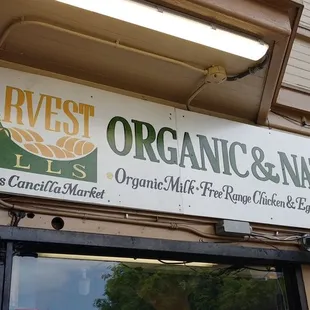 RVEST
LLS
s Cancilla Market
ORGANIC & NA
• Organic Milk • Free Range Chicken & Eg